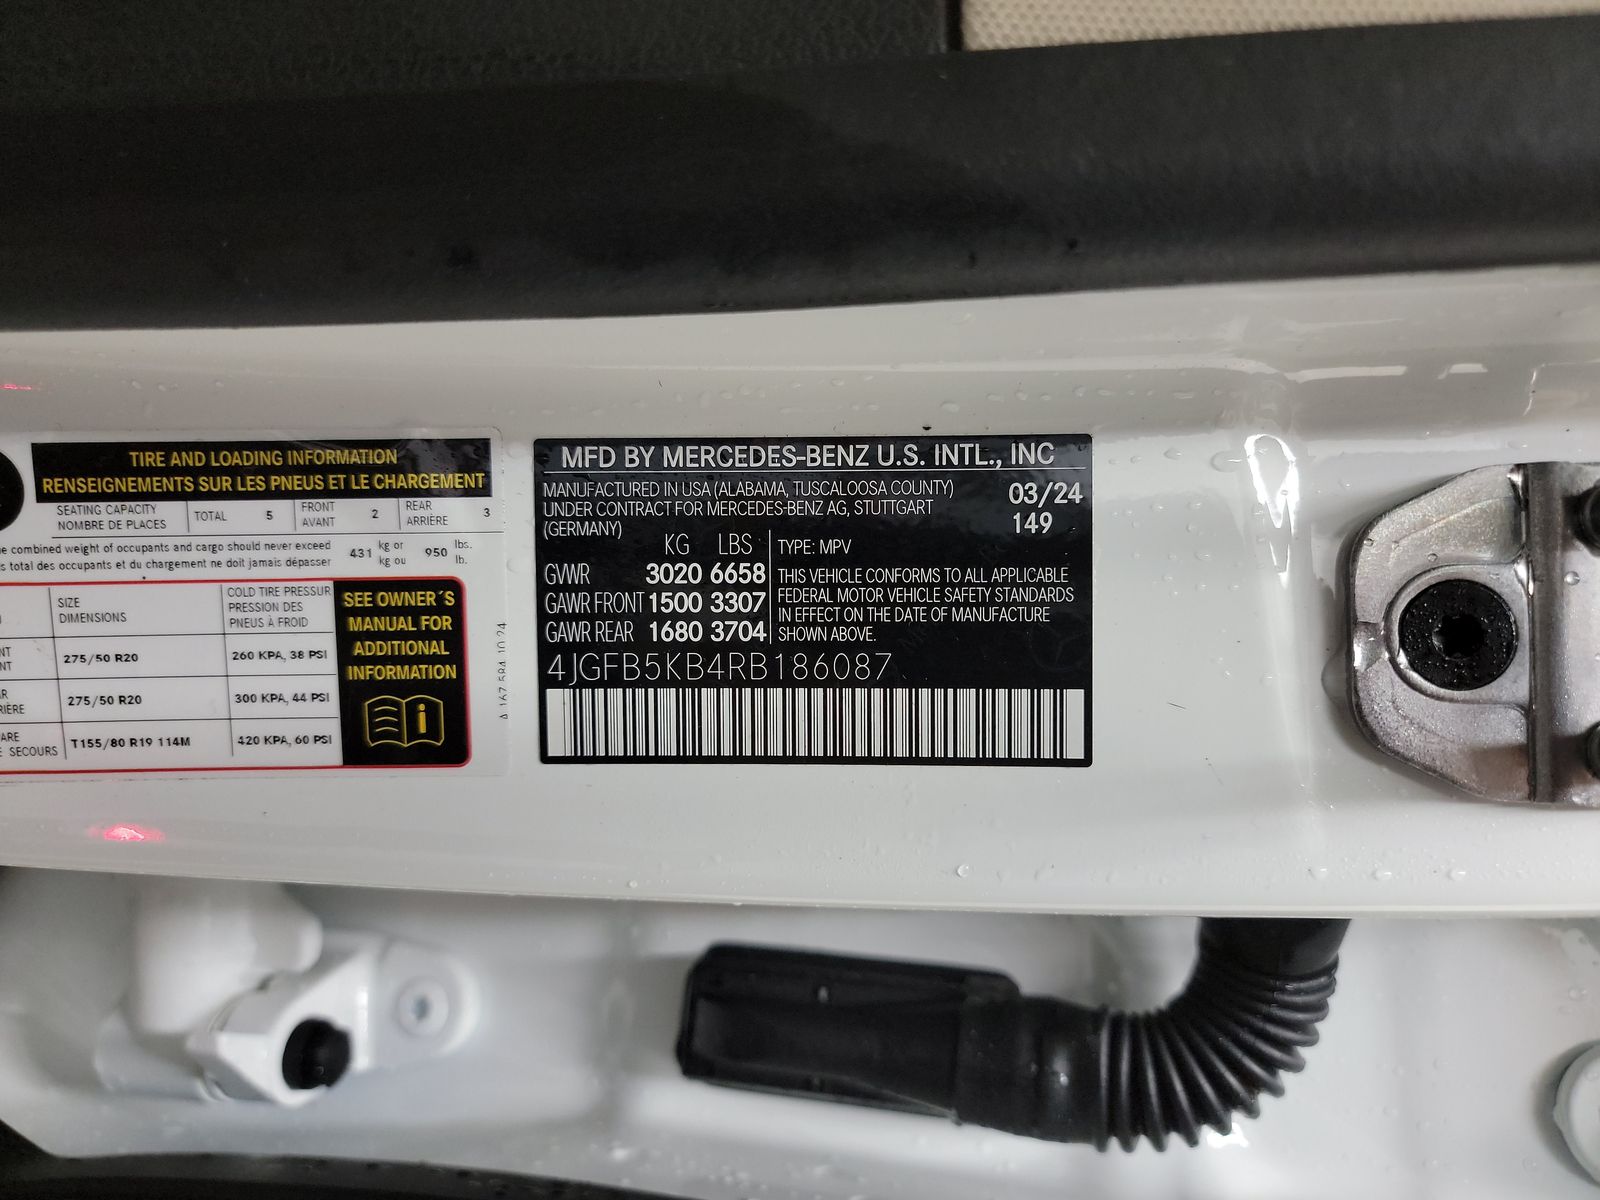 TIRE AND LOADING INFORMATION
RENSEIGNEMENTS SUR LES PNEUS ET LE CHARGEMENT
SEATING CAPACITY
NOMBRE DE PLACES
TOTAL 5
FRONT
AVANT
2
REAR
ARRIÈRE
3
combined weight of occupants and cargo should never exceed
total des occupants et du chargement ne doit jamais dépasser
431 kg or
kg ou
950 lbs.
lb.
SIZE
DIMENSIONS
COLD TIRE PRESSUR
PRESSION DES
PNEUS À FROID
275/50 R20 260 KPA, 38 PSI
275/50 R20 300 KPA, 44 PSI
SECOURS T155/80 R19 114M 420 KPA, 60 PSI
SEE OWNER´S
MANUAL FOR
ADDITIONAL
INFORMATION
MFD BY MERCEDES-BENZ U.S. INTL., INC
MANUFACTURED IN USA (ALABAMA, TUSCALOOSA COUNTY)
UNDER CONTRACT FOR MERCEDES-BENZ AG, STUTTGART
(GERMANY)
03/24
149
KG LBS
GWR 3020 6658
GAWR FRONT 1500 3307
GAWR REAR 1680 3704
TYPE: MPV
THIS VEHICLE CONFORMS TO ALL APPLICABLE
FEDERAL MOTOR VEHICLE SAFETY STANDARDS
IN EFFECT ON THE DATE OF MANUFACTURE
SHOWN ABOVE.
4JGFB5KB4RB186087